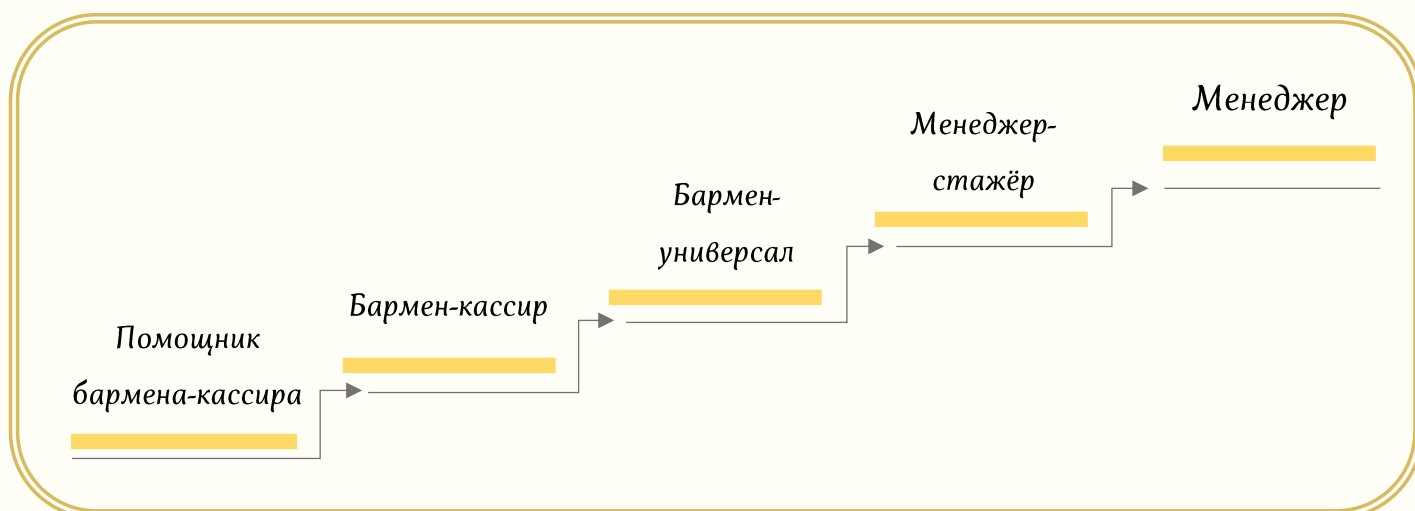 Помощник
бармена-кассира
Бармен-кассир
Бармен-
универсал
Менеджер-
стажёр
Менеджер